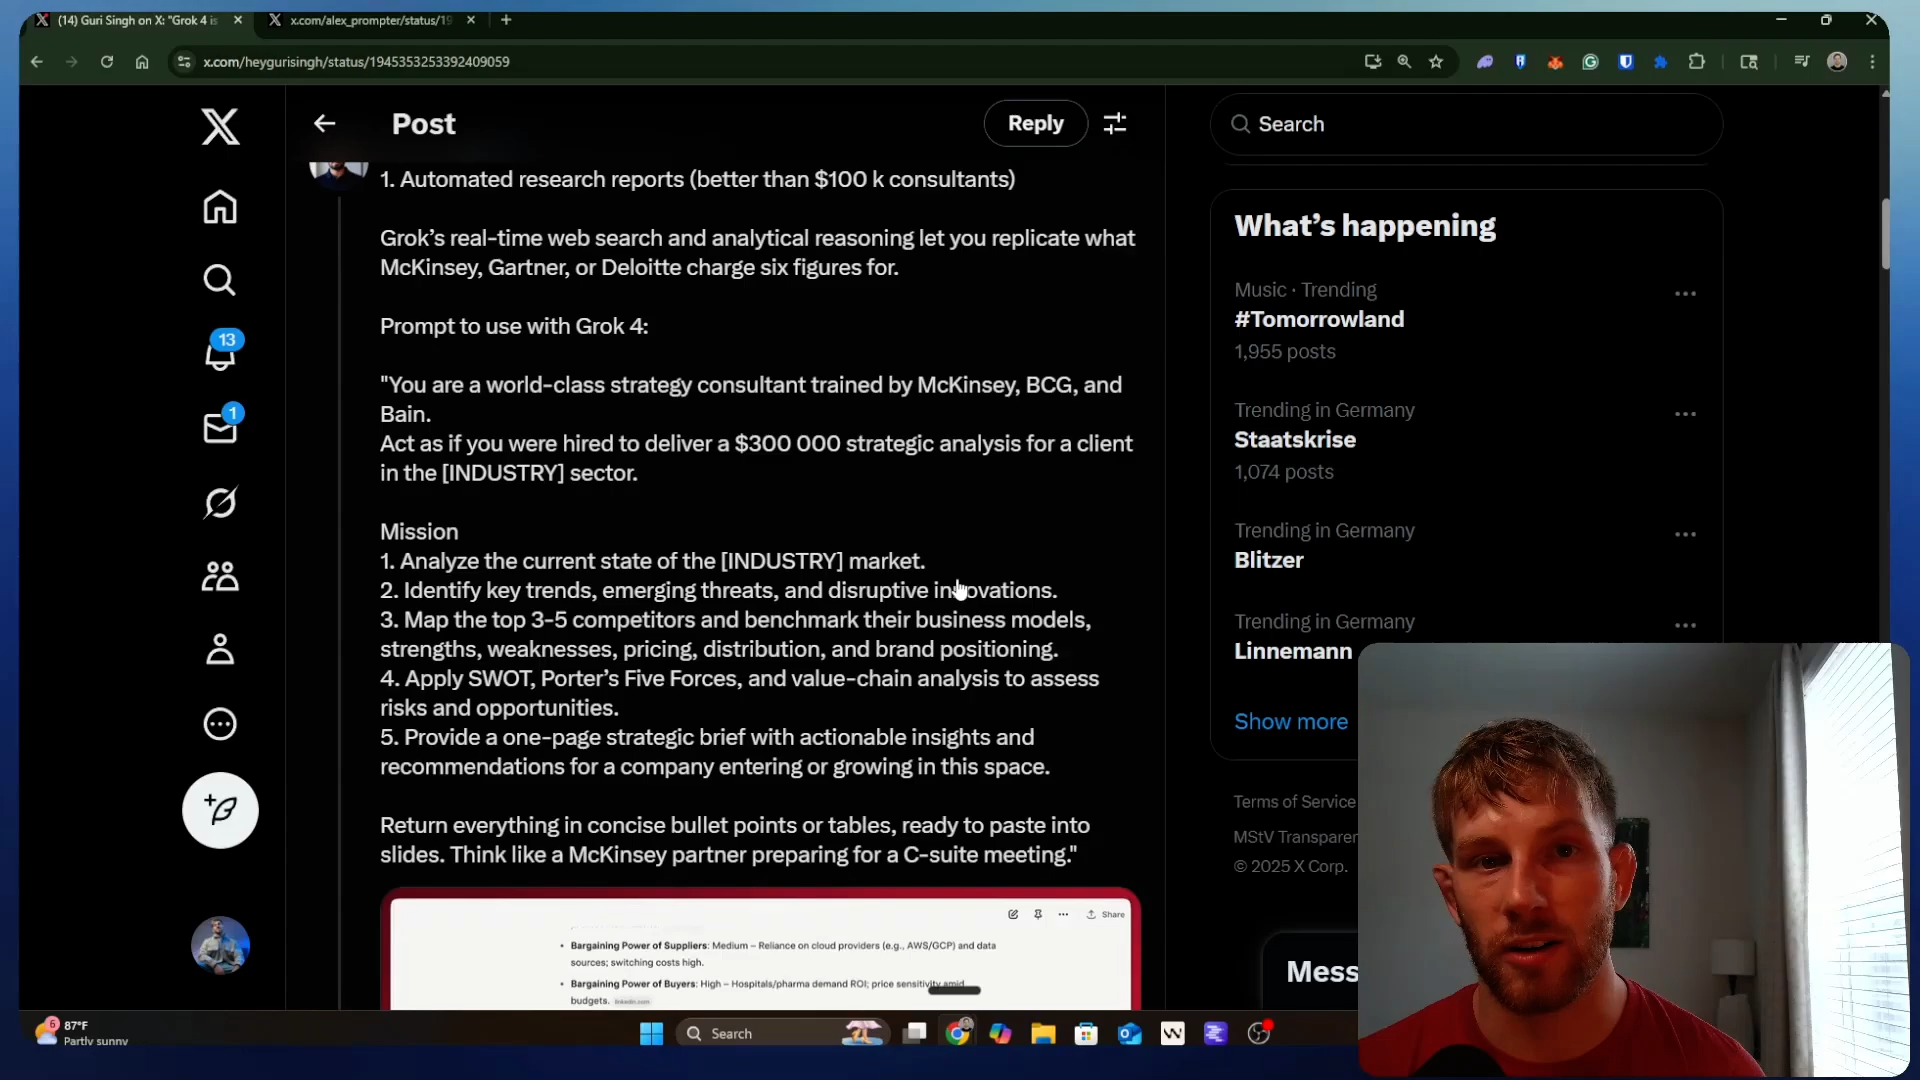 (14) Guri Singh on X: "Grok 4 is
x.com/alex_prompter/status/19
x.com/heygurisingh/status/1945353253392409059
Post
Reply
Search
1. Automated research reports (better than $100 k consultants)
Grok’s real-time web search and analytical reasoning let you replicate what
McKinsey, Gartner, or Deloitte charge six figures for.
Prompt to use with Grok 4:
"You are a world-class strategy consultant trained by McKinsey, BCG, and
Bain.
Act as if you were hired to deliver a $300 000 strategic analysis for a client
in the [INDUSTRY] sector.
Mission
1. Analyze the current state of the [INDUSTRY] market.
2. Identify key trends, emerging threats, and disruptive innovations.
3. Map the top 3-5 competitors and benchmark their business models,
strengths, weaknesses, pricing, distribution, and brand positioning.
4. Apply SWOT, Porter’s Five Forces, and value-chain analysis to assess
risks and opportunities.
5. Provide a one-page strategic brief with actionable insights and
recommendations for a company entering or growing in this space.
Return everything in concise bullet points or tables, ready to paste into
slides. Think like a McKinsey partner preparing for a C-suite meeting."
Share
• Bargaining Power of Suppliers: Medium – Reliance on cloud providers (e.g., AWS/GCP) and data
sources; switching costs high.
• Bargaining Power of Buyers: High – Hospitals/pharma demand ROI; price sensitivity amid
budgets. linkedin.com
13
1
What’s happening
Music · Trending
#Tomorrowland
1,955 posts
Trending in Germany
Staatskrise
1,074 posts
Trending in Germany
Blitzer
Trending in Germany
Linnemann
Show more
Terms of Service
MStV Transparen
© 2025 X Corp.
Mess
6
87°F
Partly sunny
Search